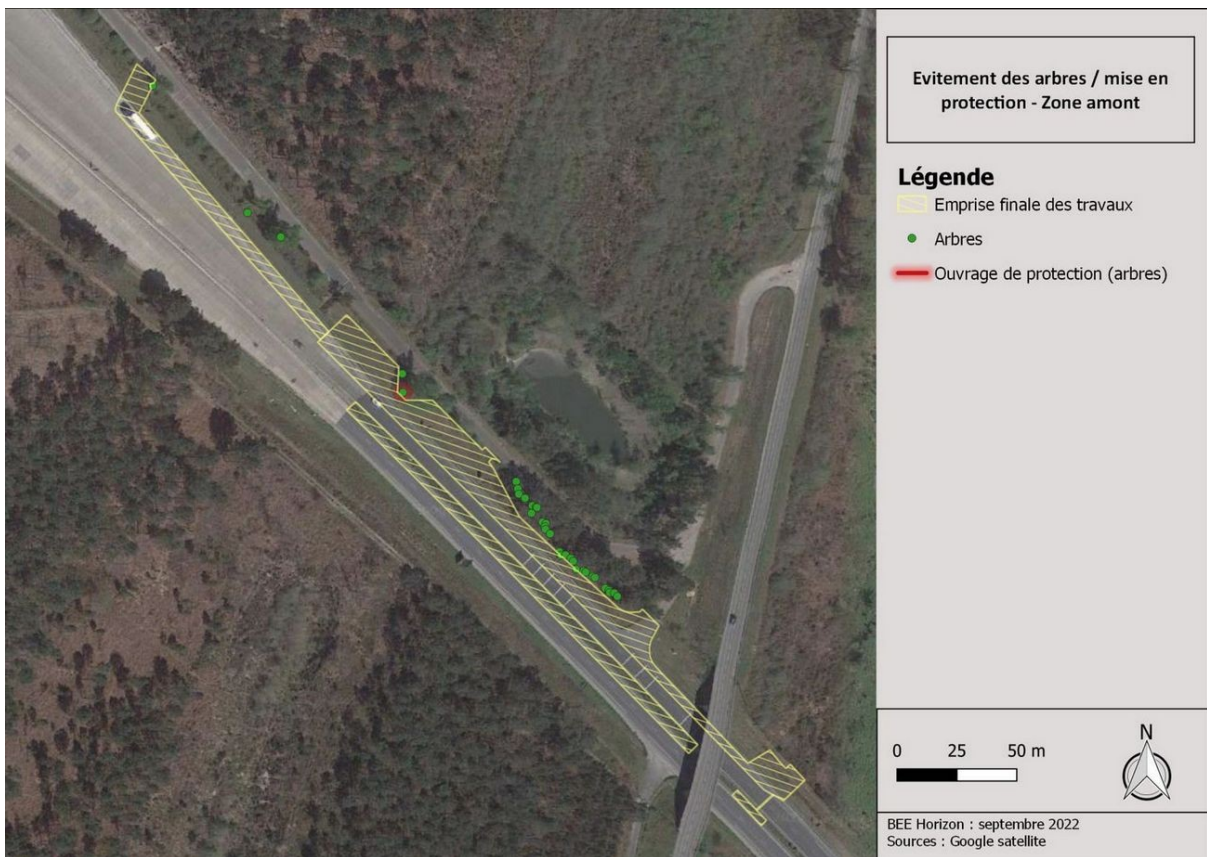 Evitement des arbres / mise en
protection - Zone amont
Légende
Emprise finale des travaux
Arbres
Ouvrage de protection (arbres)
0 25 50 m
N
BEE Horizon : septembre 2022
Sources : Google satellite